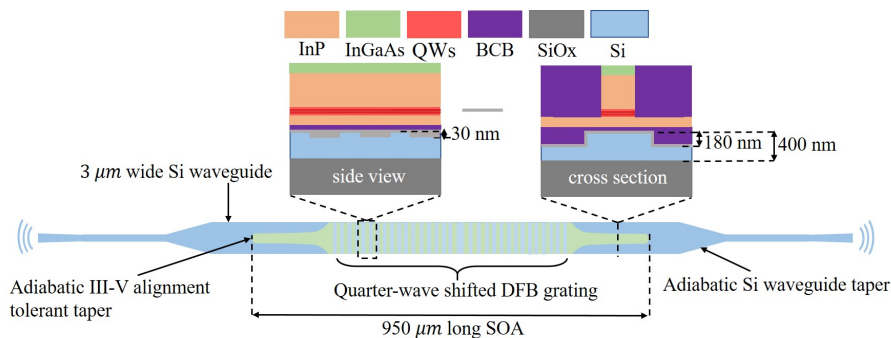 InP InGaAs QWs BCB SiOx Si
30 nm
180 nm
400 nm
side view
cross section
3 μm wide Si waveguide
Adiabatic III-V alignment
tolerant taper
Quarter-wave shifted DFB grating
Adiabatic Si waveguide taper
950 μm long SOA